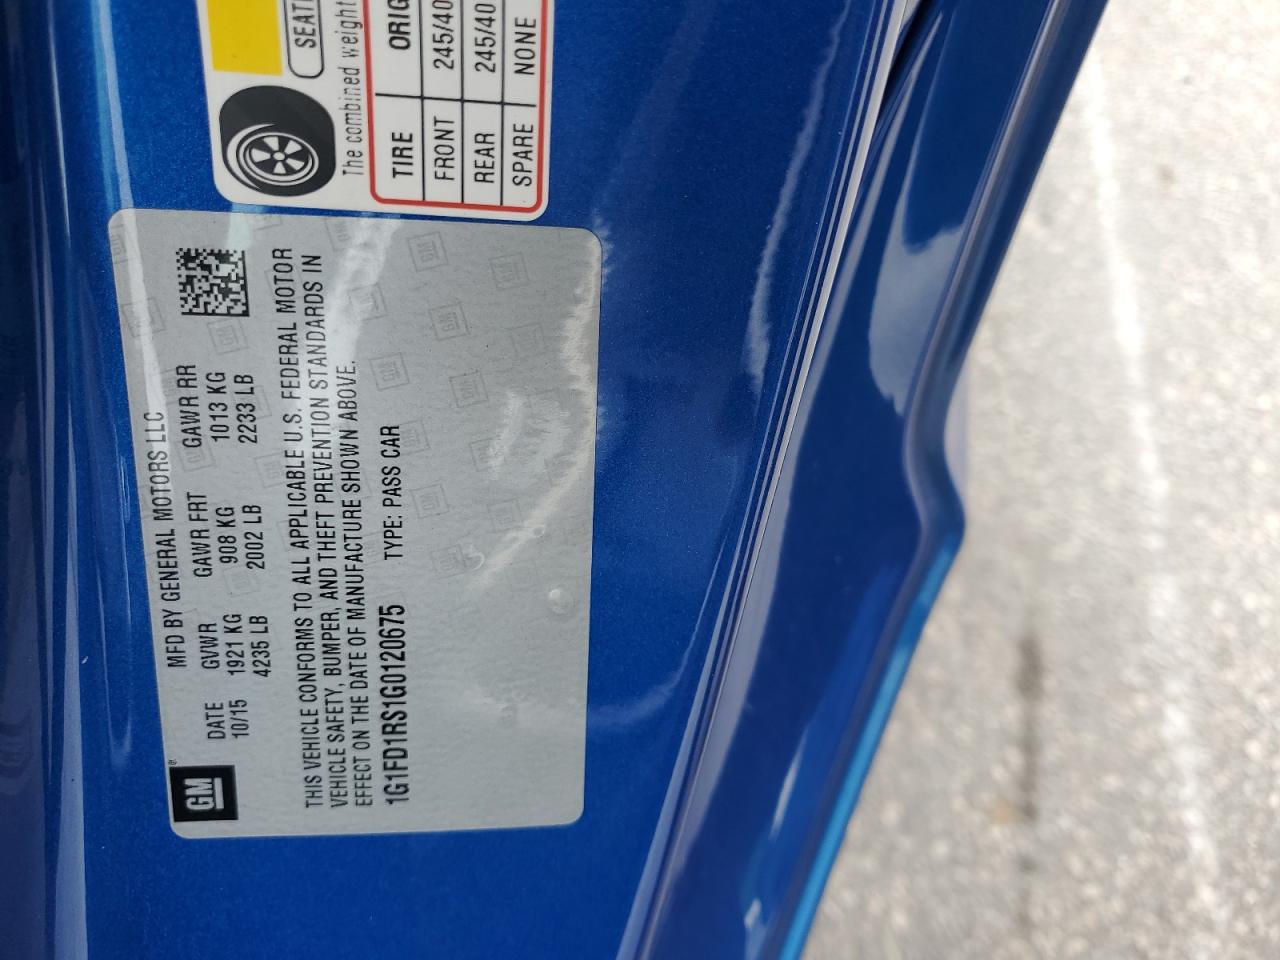 SEATI
The combined weight
TIRE ORIG
FRONT 245/40
REAR 245/40
SPARE NONE
GM
MFD BY GENERAL MOTORS LLC
DATE GVWR GAWR FRT GAWR RR
10/15 1921 KG 908 KG 1013 KG
4235 LB 2002 LB 2233 LB
THIS VEHICLE CONFORMS TO ALL APPLICABLE U.S. FEDERAL MOTOR
VEHICLE SAFETY, BUMPER, AND THEFT PREVENTION STANDARDS IN
EFFECT ON THE DATE OF MANUFACTURE SHOWN ABOVE.
1G1FD1RS1G0120675 TYPE: PASS CAR